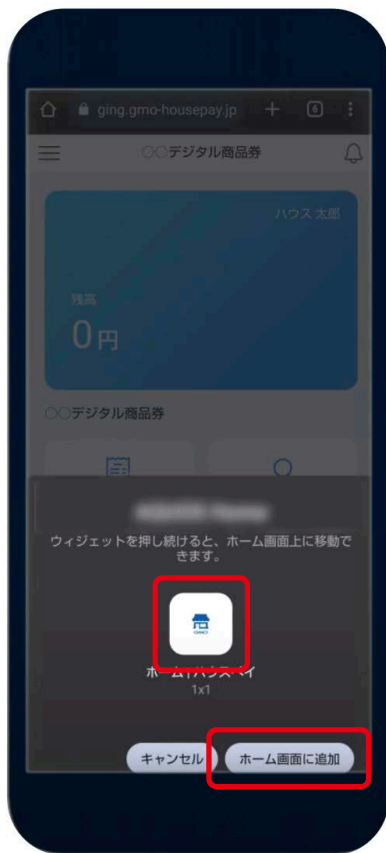 ging.gmo-housepay.jp
6
○○デジタル商品券
ハウス 太郎
残高
0円
○○デジタル商品券
ウィジェットを押し続けると、ホーム画面上に移動で
きます。
GMO
ホーム | ハウスペイ
1x1
キャンセル
ホーム画面に追加